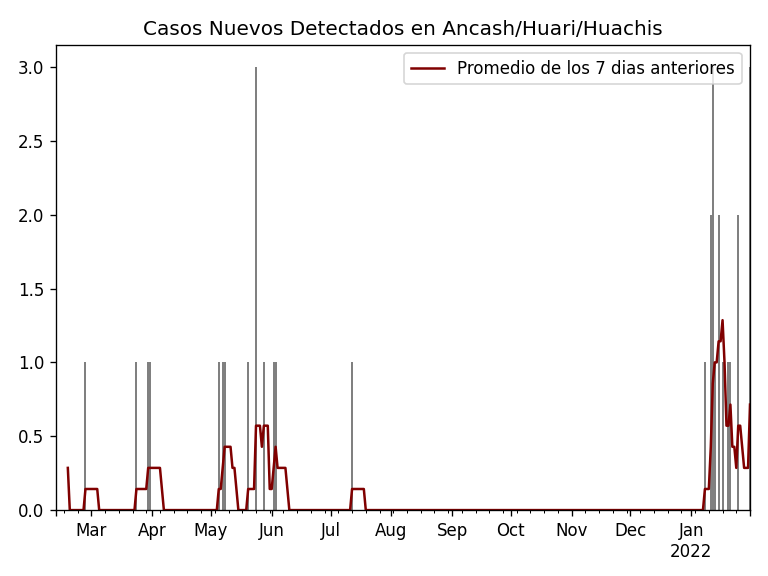 Casos Nuevos Detectados en Ancash/Huari/Huachis
Promedio de los 7 dias anteriores
3.0
2.5
2.0
1.5
1.0
0.5
0.0
Mar Apr May Jun Jul Aug Sep Oct Nov Dec Jan
2022